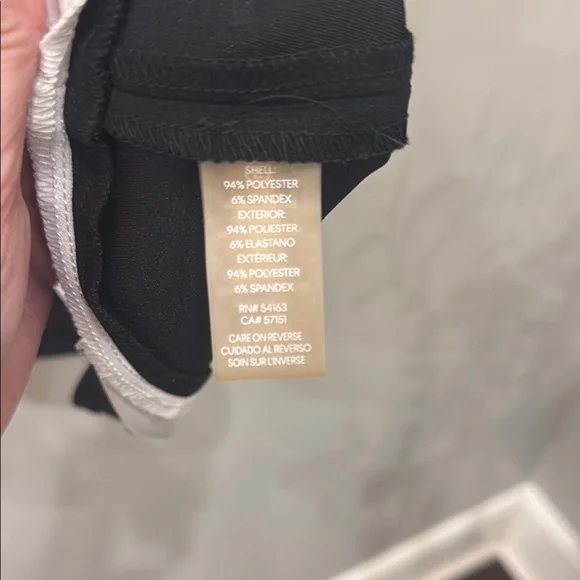 SHELL:
94% POLYESTER
6% SPANDEX
EXTERIOR:
94% POLIESTER
6% ELASTANO
EXTÉRIEUR:
94% POLYESTER
6% SPANDEX
RN# 54163
CA# 57151
CARE ON REVERSE
CUIDADO AL REVERSO
SOIN SUR L'INVERSE